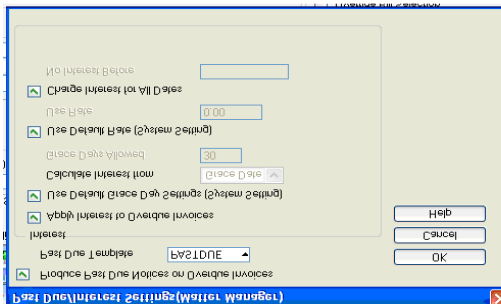 Past Due/Interest Settings(Matter Manager)
Produce Past Due Notices on Overdue Invoices
Past Due Template PASTDUE
Interest
Apply Interest to Overdue Invoices
Use Default Grace Day Settings (System Setting)
Calculate Interest from Grace Date
Grace Days Allowed 30
Use Default Rate (System Setting)
Use Rate 0.00
Charge Interest for All Dates
No Interest Before
OK
Cancel
Help